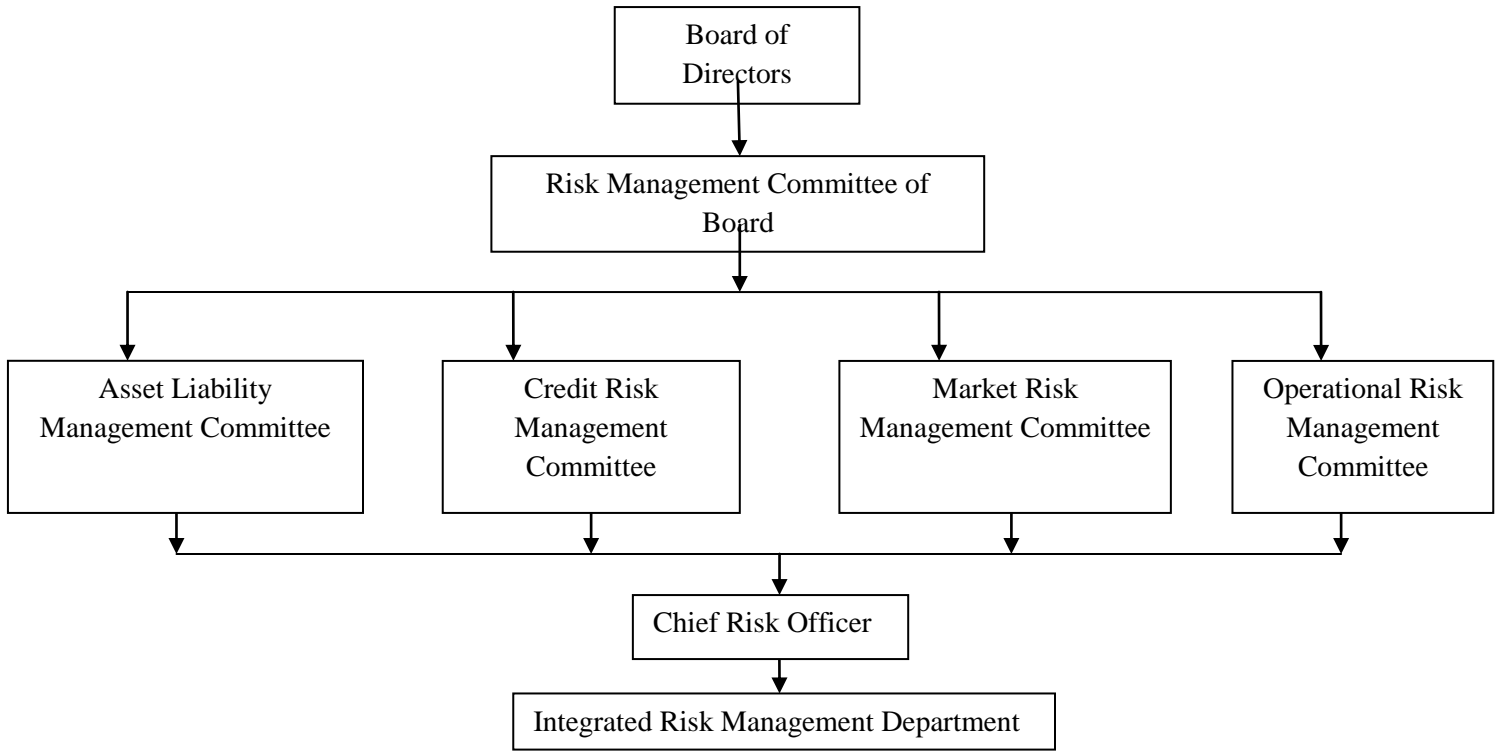 Board of
Directors
Risk Management Committee of
Board
Asset Liability
Management Committee
Credit Risk
Management
Committee
Market Risk
Management Committee
Operational Risk
Management
Committee
Chief Risk Officer
Integrated Risk Management Department